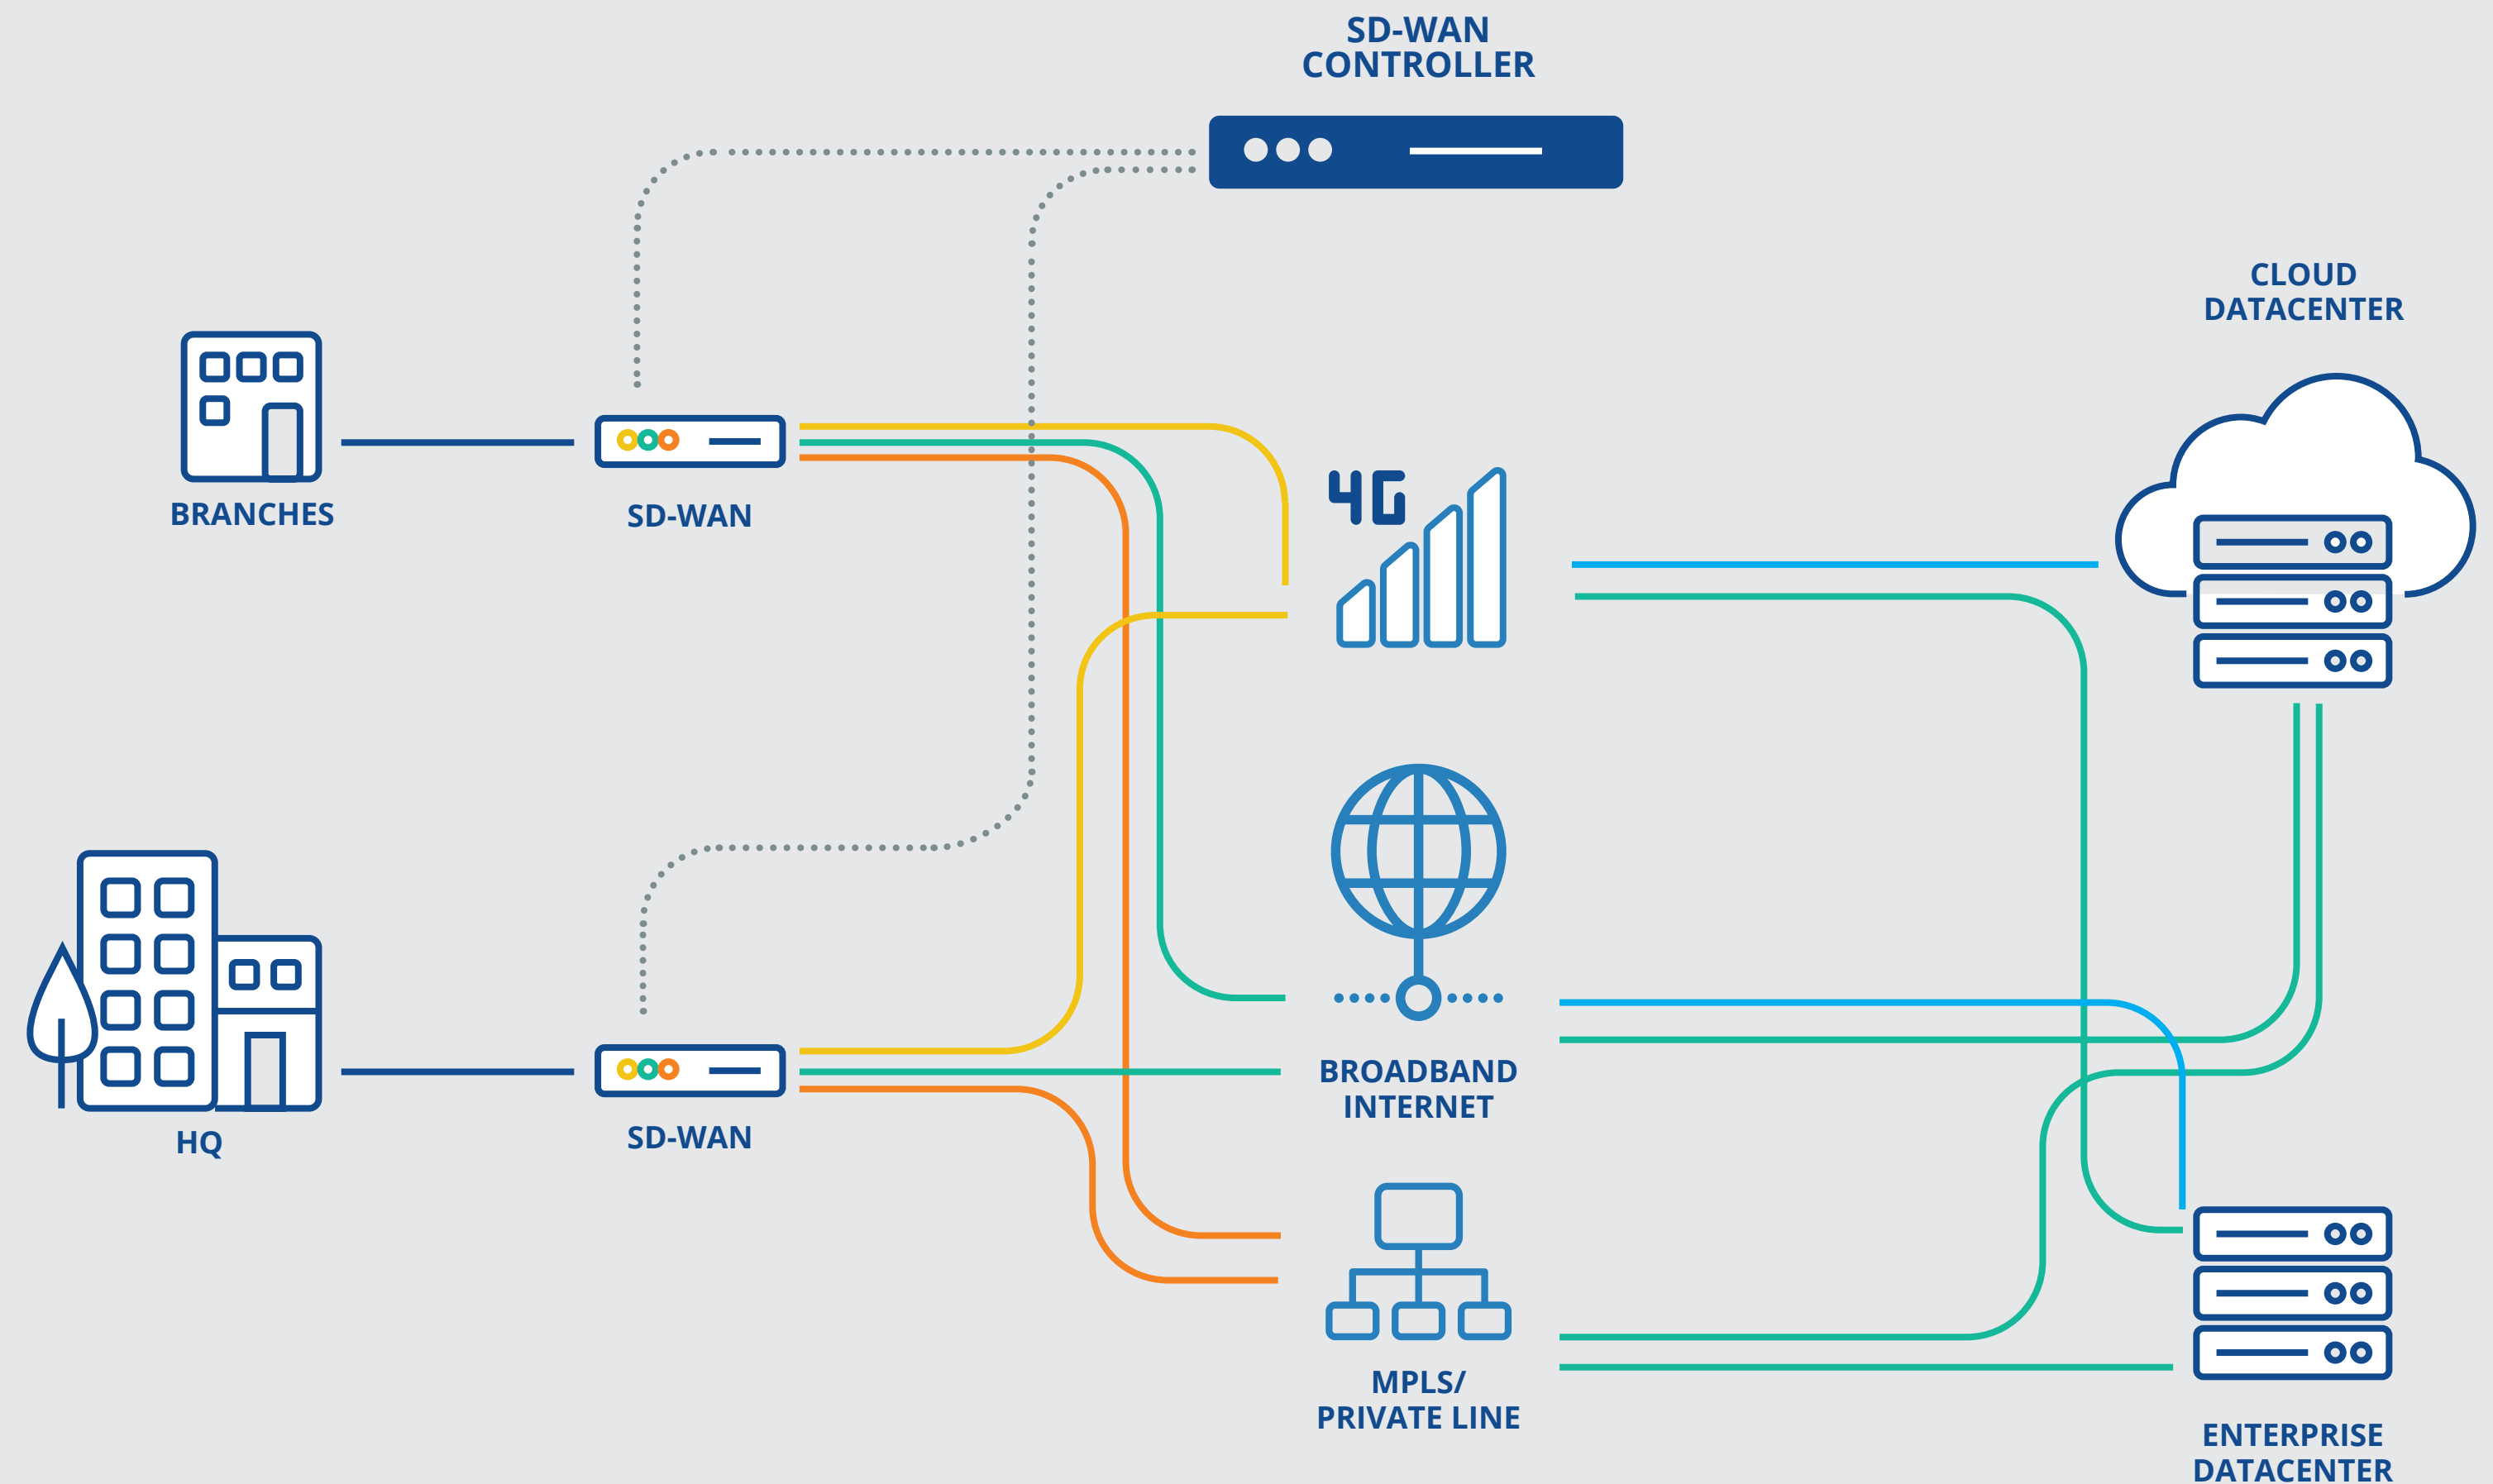 SD-WAN
CONTROLLER
CLOUD
DATACENTER
4G
BRANCHES
SD-WAN
BROADBAND
INTERNET
HQ
SD-WAN
MPLS/
PRIVATE LINE
ENTERPRISE
DATACENTER